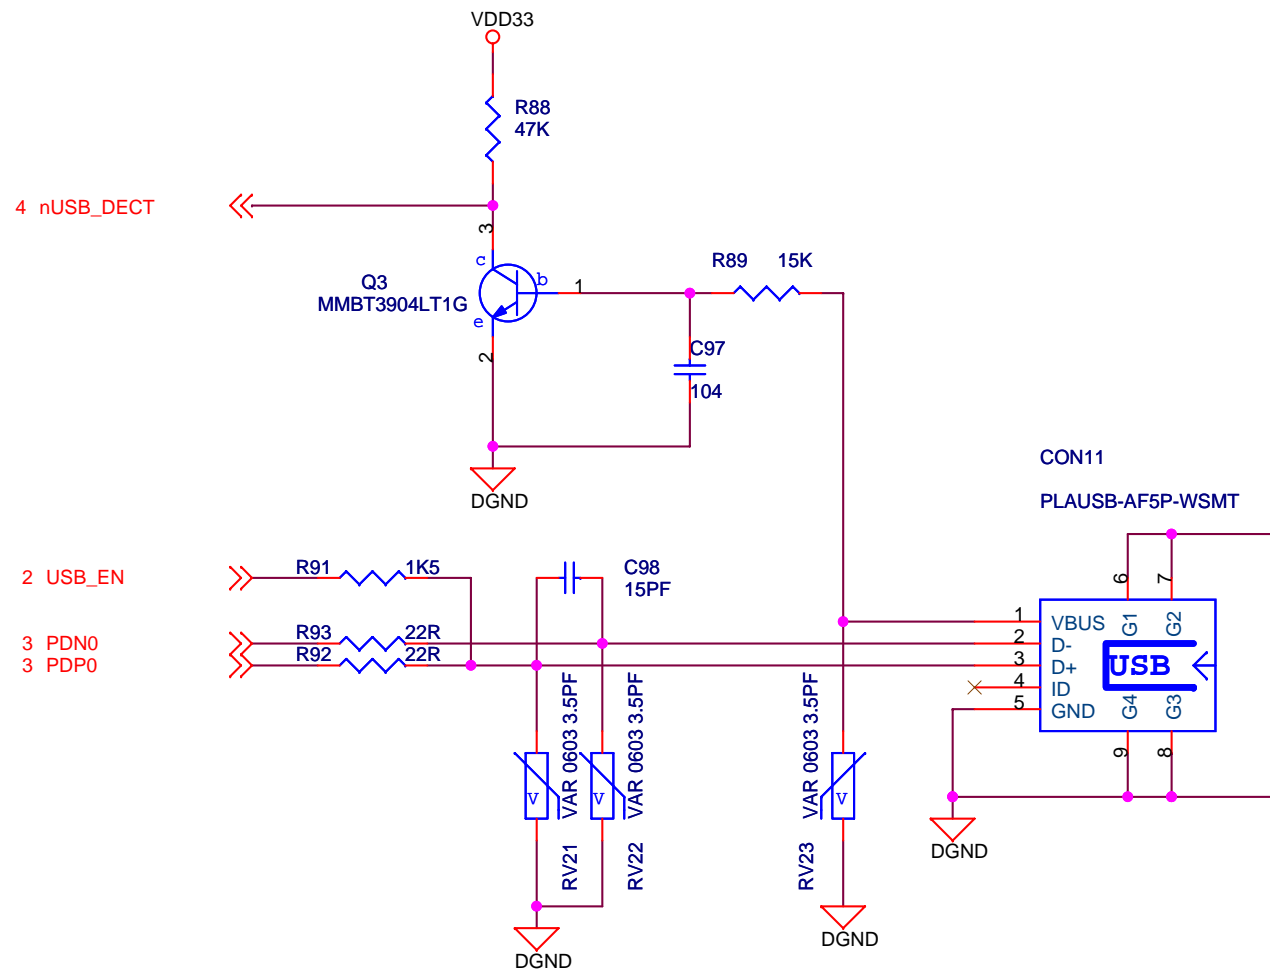 VDD33
R88
47K
4 nUSB_DECT
3
c
Q3
MMBT3904LT1G
b
1
e
2
R89 15K
C97
104
DGND
CON11
PLAUSB-AF5P-WSMT
2 USB_EN
R91 1K5
C98
15PF
3 PDN0
R93 22R
3 PDP0
R92 22R
6
7
1 VBUS
2 D-
3 D+
4 ID
5 GND
G1
G2
USB
G4
G3
9
8
V
VAR 0603 3.5PF
RV21
V
VAR 0603 3.5PF
RV22
V
VAR 0603 3.5PF
RV23
DGND
DGND
DGND